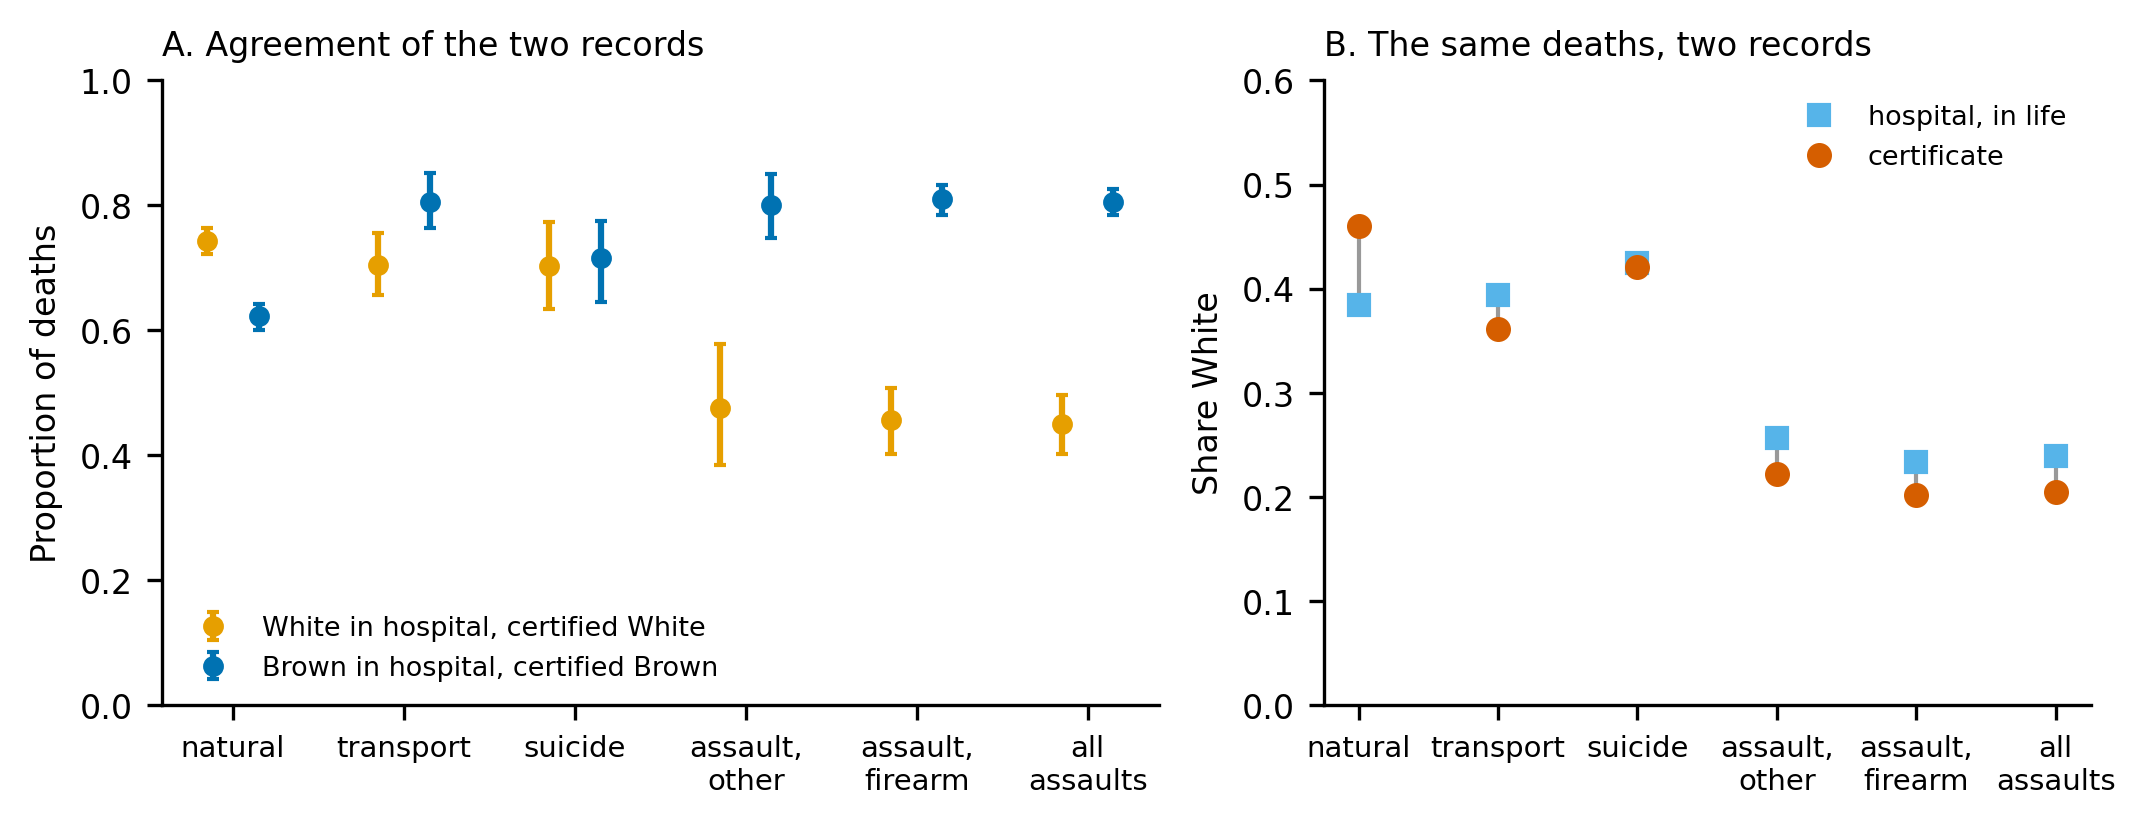 A. Agreement of the two records
Proportion of deaths
1.0
0.8
0.6
0.4
0.2
0.0
White in hospital, certified White
Brown in hospital, certified Brown
natural
transport
suicide
assault,
other
assault,
firearm
all
assaults
B. The same deaths, two records
Share White
0.6
0.5
0.4
0.3
0.2
0.1
0.0
hospital, in life
certificate
natural
transport
suicide
assault,
other
assault,
firearm
all
assaults